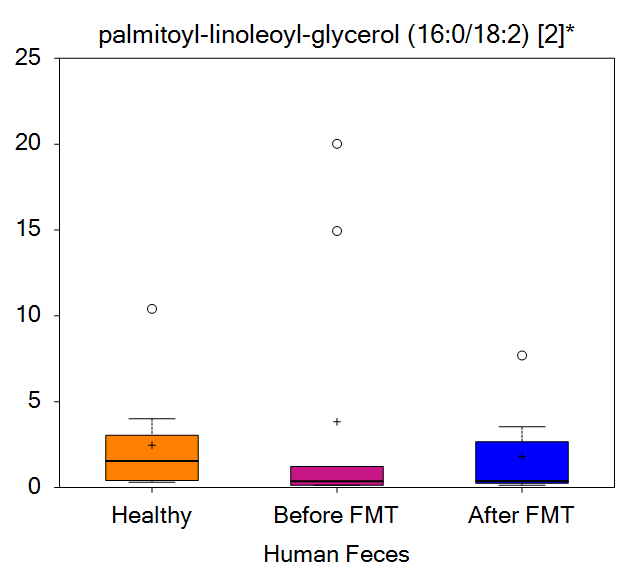 palmitoyl-linoleoyl-glycerol (16:0/18:2) [2]*
25
20
15
10
5
0
Healthy Before FMT After FMT
Human Feces